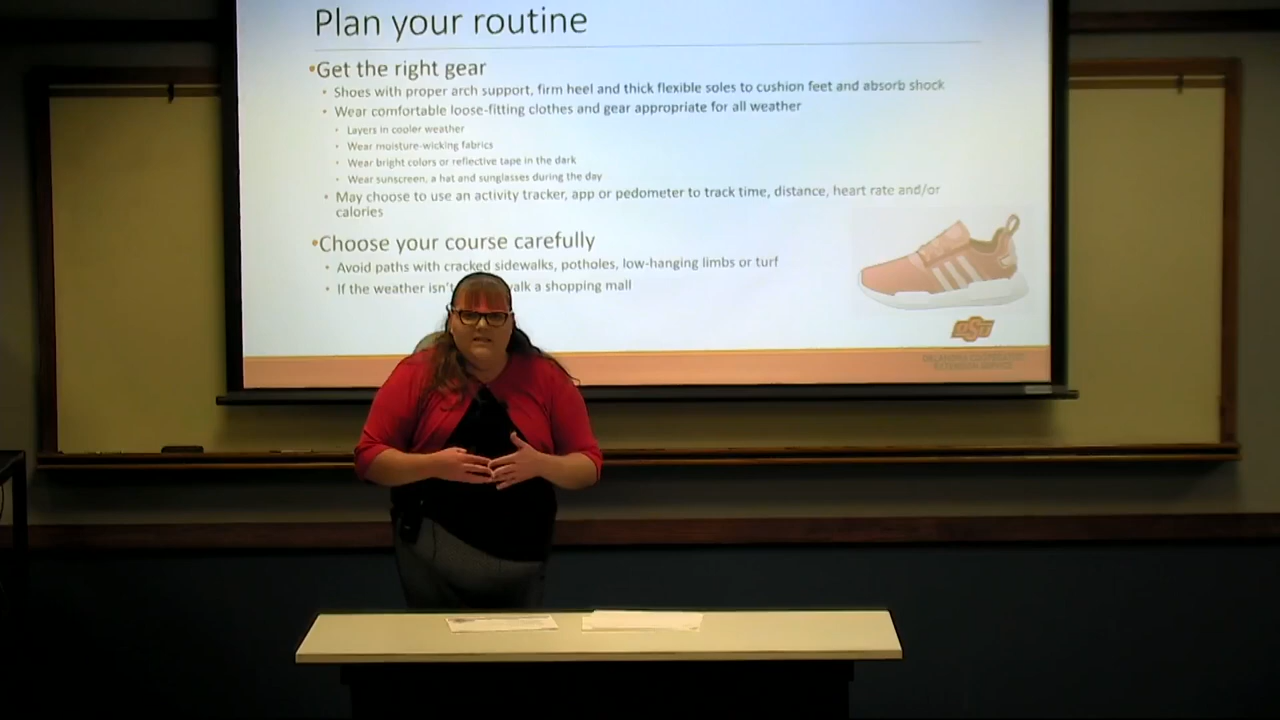 Plan your routine
•Get the right gear
• Shoes with proper arch support, firm heel and thick flexible soles to cushion feet and absorb shock
• Wear comfortable loose-fitting clothes and gear appropriate for all weather
• Layers in cooler weather
• Wear moisture-wicking fabrics
• Wear bright colors or reflective tape in the dark
• Wear sunscreen, a hat and sunglasses during the day
• May choose to use an activity tracker, app or pedometer to track time, distance, heart rate and/or
calories
•Choose your course carefully
• Avoid paths with cracked sidewalks, potholes, low-hanging limbs or turf
• If the weather isn't walk a shopping mall
OSU
OKLAHOMA COOPERATIVE
EXTENSION SERVICE